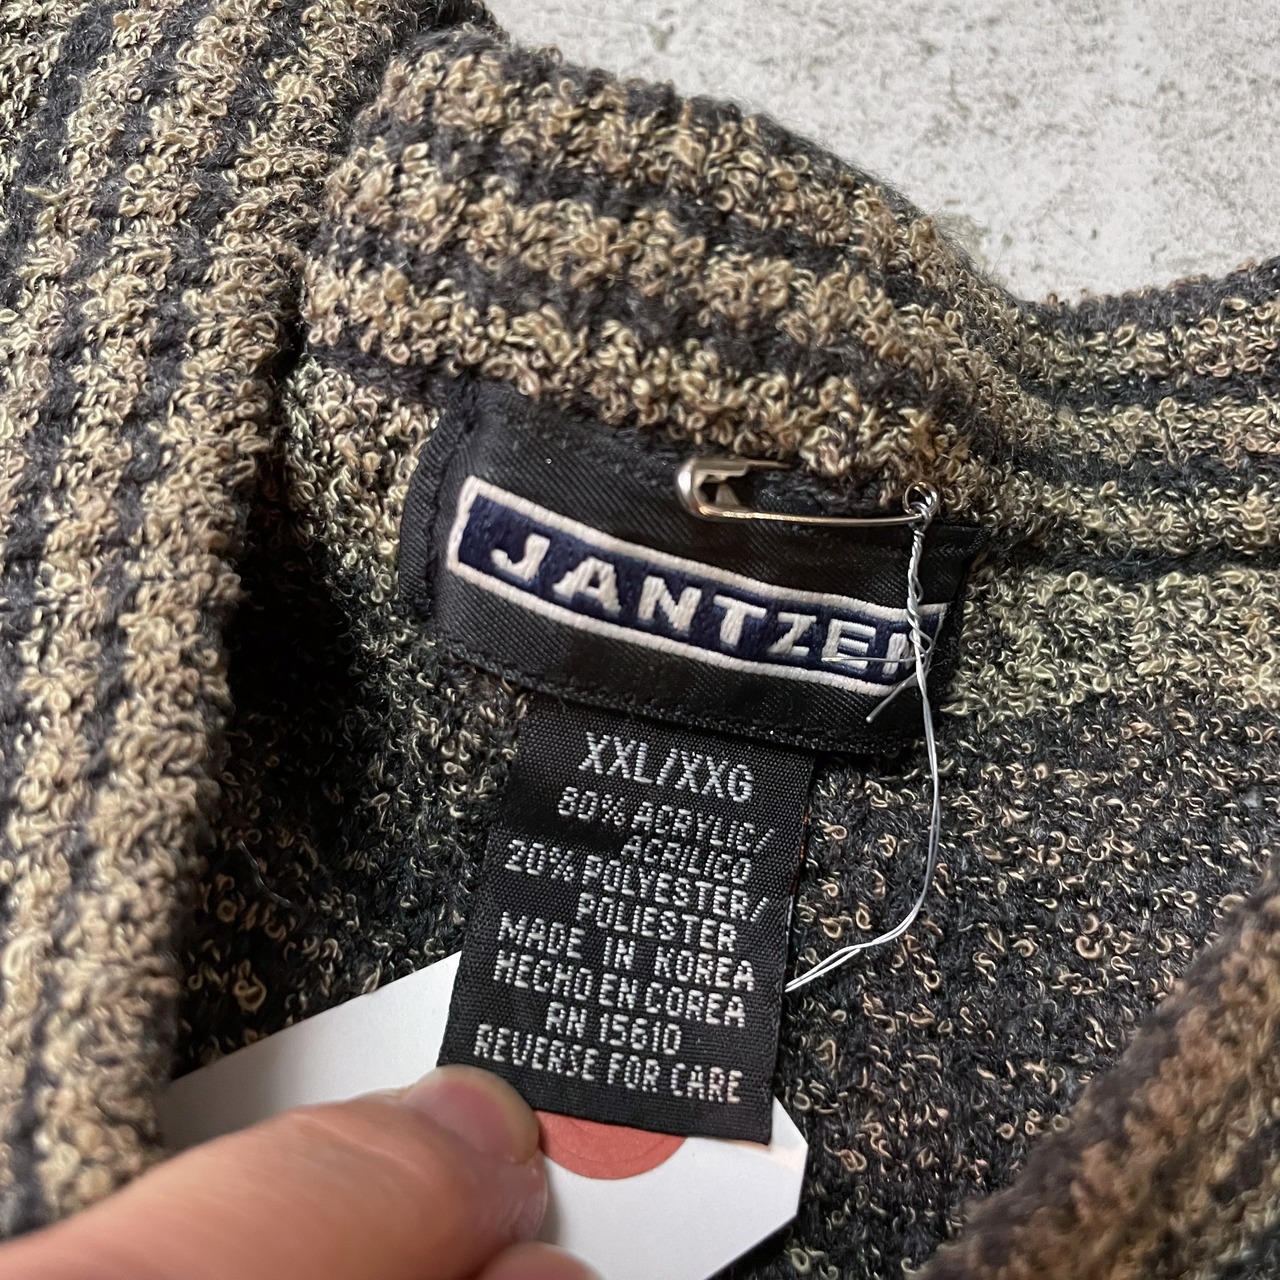 JANTZEN
XXL/XXG
80% ACRYLIC/
ACRILICO
20% POLYESTER/
POLIESTER
MADE IN KOREA
HECHO EN COREA
RN 15610
REVERSE FOR CARE